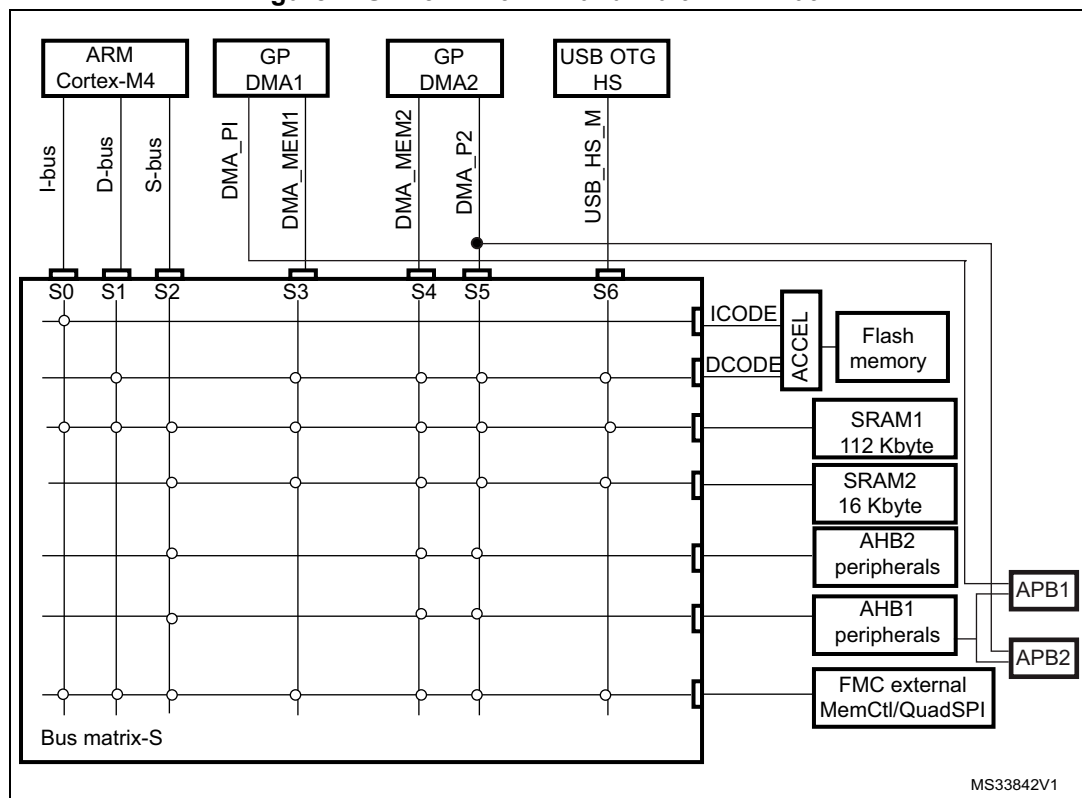 ARM
Cortex-M4
GP
DMA1
GP
DMA2
USB OTG
HS
I-bus
D-bus
S-bus
DMA_PI
DMA_MEM1
DMA_MEM2
DMA_P2
USB_HS_M
S0 S1 S2 S3 S4 S5 S6
ICODE
DCODE
ACCEL
Flash
memory
SRAM1
112 Kbyte
SRAM2
16 Kbyte
AHB2
peripherals
AHB1
peripherals
APB1
APB2
FMC external
MemCtl/QuadSPI
Bus matrix-S
MS33842V1